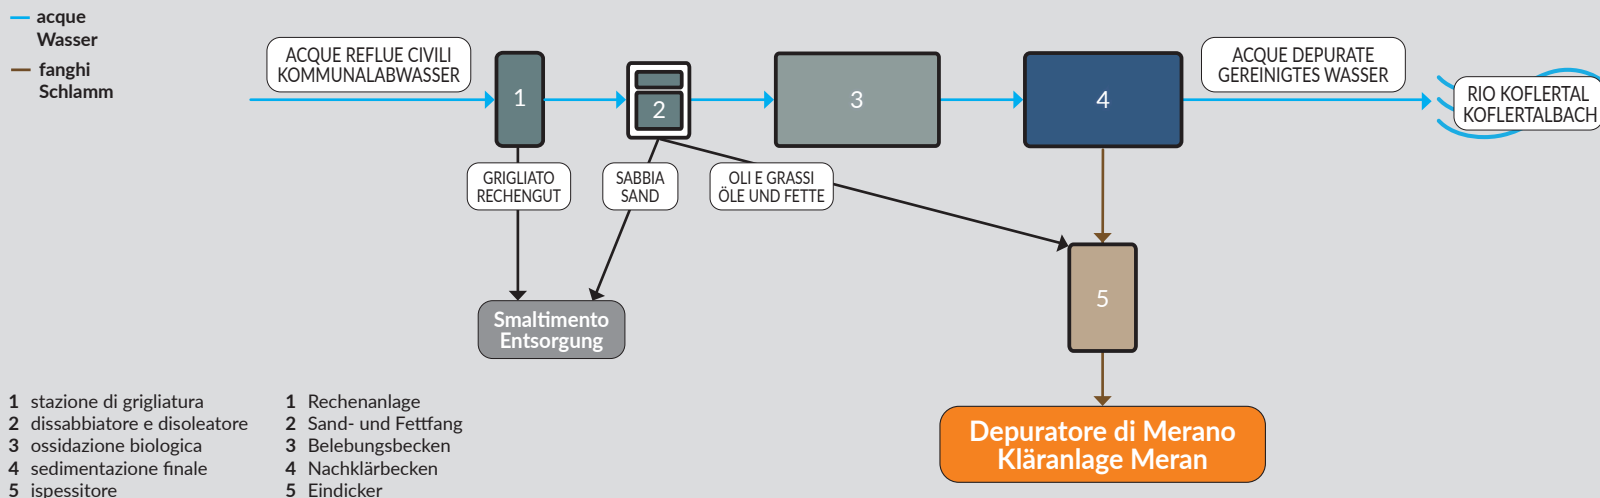 acque
Wasser
fanghi
Schlamm
ACQUE REFLUE CIVILI
KOMMUNALABWASSER
1
2
3
4
ACQUE DEPURATE
GEREINIGTES WASSER
RIO KOFLERTAL
KOFLERTALBACH
GRIGLIATO
RECHENGUT
SABBIA
SAND
OLI E GRASSI
ÖLE UND FETTE
5
Smaltimento
Entsorgung
Depuratore di Merano
Kläranlage Meran
1 stazione di grigliatura
2 dissabbiatore e disoleatore
3 ossidazione biologica
4 sedimentazione finale
5 ispessitore
1 Rechenanlage
2 Sand- und Fettfang
3 Belebungsbecken
4 Nachklärbecken
5 Eindicker